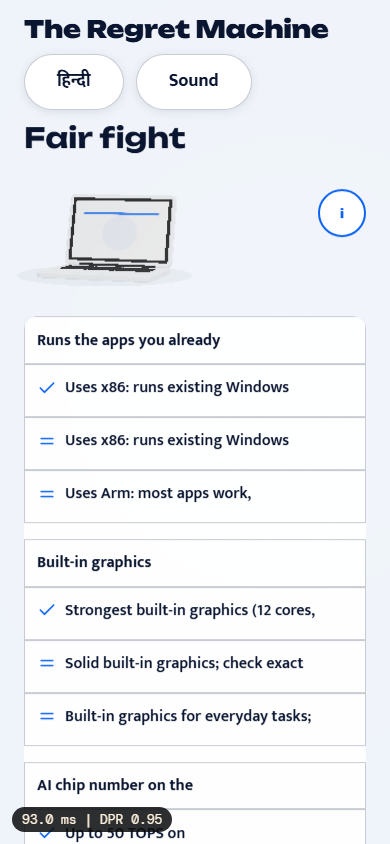 The Regret Machine
हिन्दी
Sound
Fair fight
i
Runs the apps you already
Uses x86: runs existing Windows
Uses x86: runs existing Windows
Uses Arm: most apps work,
Built-in graphics
Strongest built-in graphics (12 cores,
Solid built-in graphics; check exact
Built-in graphics for everyday tasks;
AI chip number on the
Up to 50 TOPS on
93.0 ms | DPR 0.95